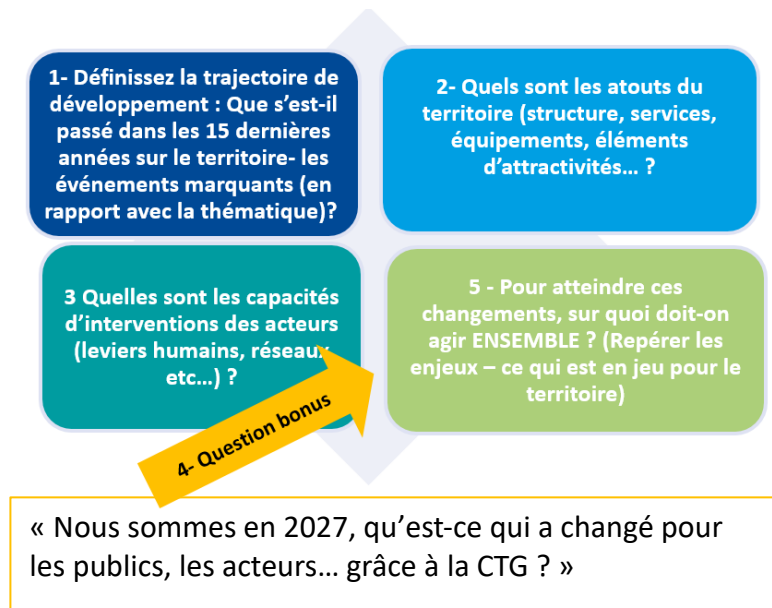 1- Définissez la trajectoire de
développement : Que s’est-il
passé dans les 15 dernières
années sur le territoire- les
événements marquants (en
rapport avec la thématique)?
2- Quels sont les atouts du
territoire (structure, services,
équipements, éléments
d’attractivités… ?
3 Quelles sont les capacités
d’interventions des acteurs
(leviers humains, réseaux
etc…) ?
4- Question bonus
5 - Pour atteindre ces
changements, sur quoi doit-on
agir ENSEMBLE ? (Repérer les
enjeux – ce qui est en jeu pour le
territoire)
« Nous sommes en 2027, qu’est-ce qui a changé pour
les publics, les acteurs… grâce à la CTG ? »